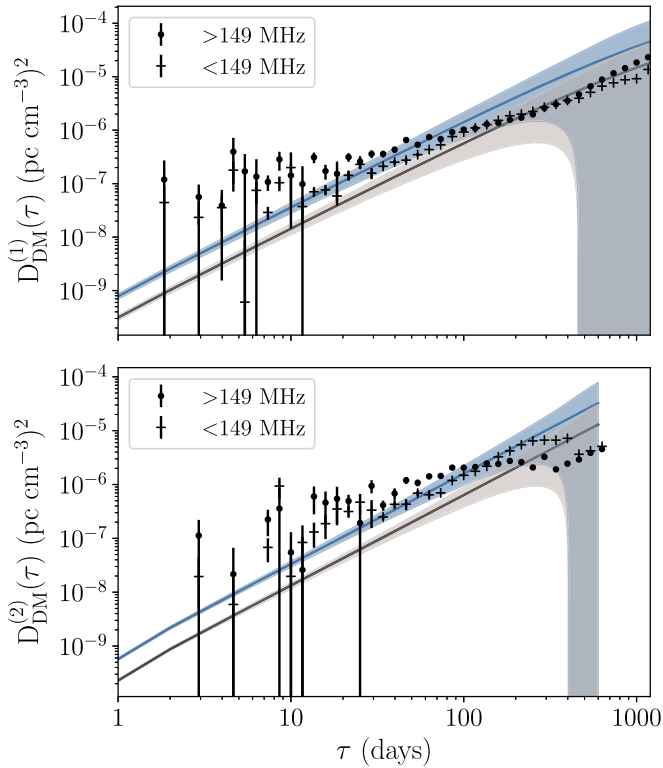 10⁻⁴
10⁻⁵
10⁻⁶
10⁻⁷
10⁻⁸
10⁻⁹
D_DM^(1)(τ) (pc cm⁻³)²
>149 MHz
<149 MHz
10⁻⁴
10⁻⁵
10⁻⁶
10⁻⁷
10⁻⁸
10⁻⁹
D_DM^(2)(τ) (pc cm⁻³)²
>149 MHz
<149 MHz
1 10 100 1000
τ (days)